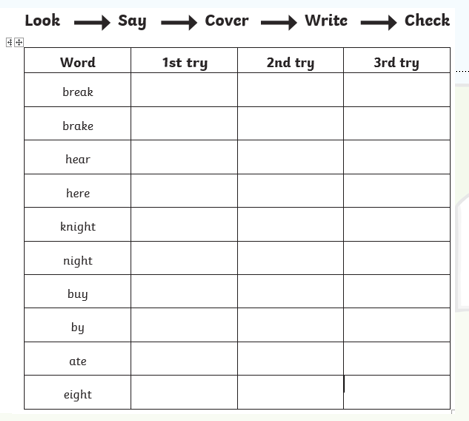 Look Say Cover Write Check
Word 1st try 2nd try 3rd try
break
brake
hear
here
knight
night
buy
by
ate
eight